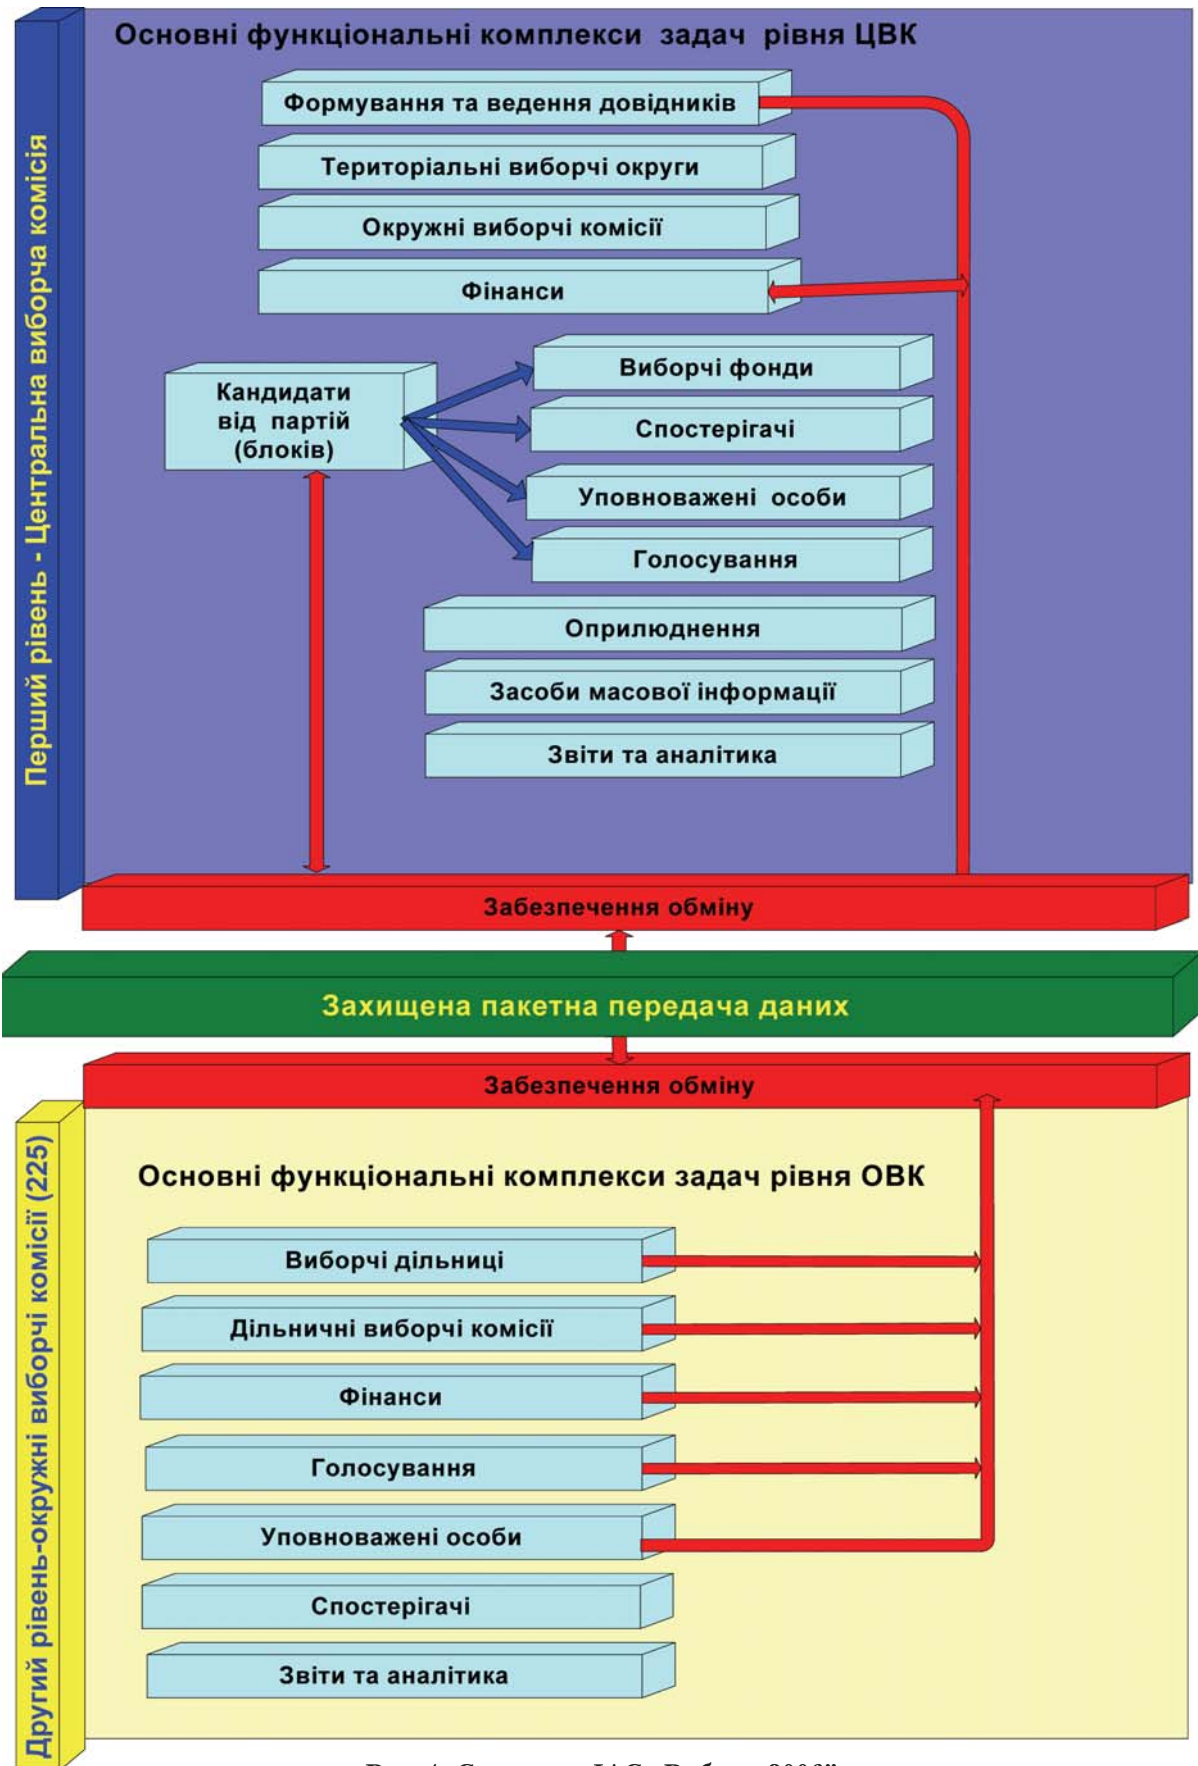 Основні функціональні комплекси задач рівня ЦВК
Перший рівень - Центральна виборча комісія
Формування та ведення довідників
Територіальні виборчі округи
Окружні виборчі комісії
Фінанси
Кандидати
від партій
(блоків)
Виборчі фонди
Спостерігачі
Уповноважені особи
Голосування
Оприлюднення
Засоби масової інформації
Звіти та аналітика
Забезпечення обміну
Захищена пакетна передача даних
Забезпечення обміну
Другий рівень-окружні виборчі комісії (225)
Основні функціональні комплекси задач рівня ОВК
Виборчі дільниці
Дільничні виборчі комісії
Фінанси
Голосування
Уповноважені особи
Спостерігачі
Звіти та аналітика